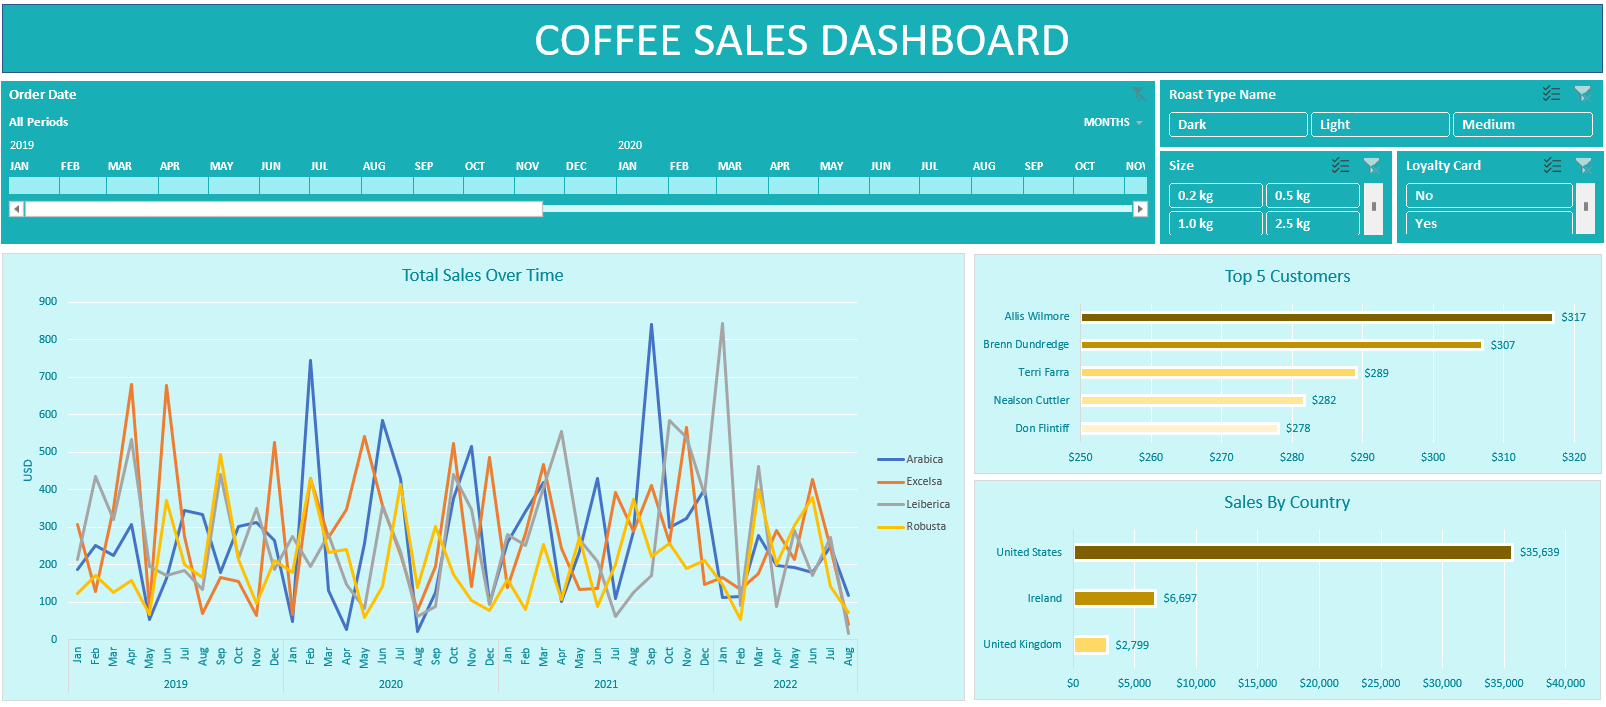 COFFEE SALES DASHBOARD
Order Date
All Periods
MONTHS
2019 2020
JAN FEB MAR APR MAY JUN JUL AUG SEP OCT NOV DEC JAN FEB MAR APR MAY JUN JUL AUG SEP OCT NOV
Roast Type Name
Dark Light Medium
Size
0.2 kg 0.5 kg
1.0 kg 2.5 kg
Loyalty Card
No
Yes
Total Sales Over Time
900
800
700
600
500
400
300
200
100
0
USD
Jan Feb Mar Apr May Jun Jul Aug Sep Oct Nov Dec Jan Feb Mar Apr May Jun Jul Aug Sep Oct Nov Dec Jan Feb Mar Apr May Jun Jul Aug Sep Oct Nov Dec Jan Feb Mar Apr May Jun Jul Aug
2019 2020 2021 2022
Arabica
Excelsa
Leiberica
Robusta
Top 5 Customers
Allis Wilmore $317
Brenn Dundredge $307
Terri Farra $289
Nealson Cuttler $282
Don Flintiff $278
$250 $260 $270 $280 $290 $300 $310 $320
Sales By Country
United States $35,639
Ireland $6,697
United Kingdom $2,799
$0 $5,000 $10,000 $15,000 $20,000 $25,000 $30,000 $35,000 $40,000